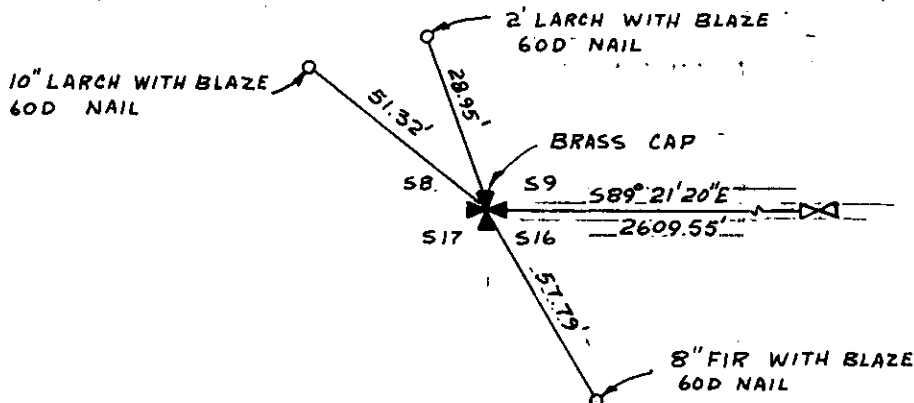 2' LARCH WITH BLAZE
60D NAIL
10" LARCH WITH BLAZE
60D NAIL
51.32'
28.95'
BRASS CAP
S8
S9
S89° 21' 20" E
2609.55'
S17
S16
57.79'
8" FIR WITH BLAZE
60D NAIL